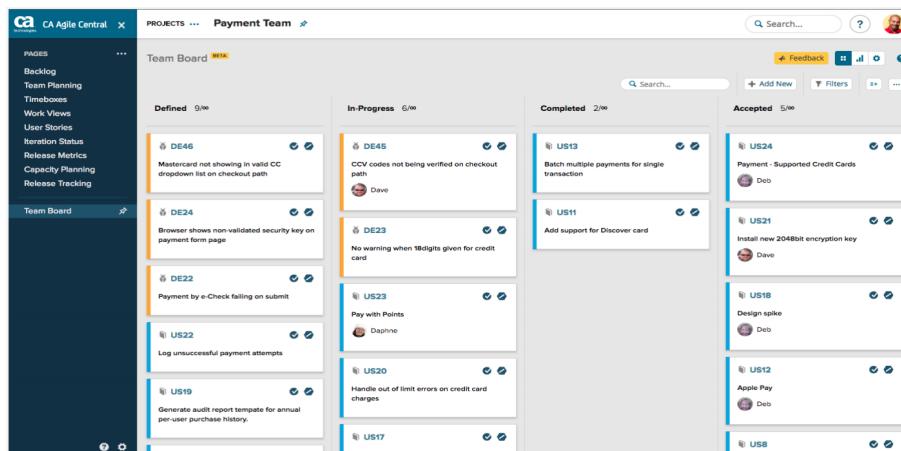 ca
technologies
CA Agile Central
PROJECTS
Payment Team
Search...
?
PAGES
Backlog
Team Planning
Timeboxes
Work Views
User Stories
Iteration Status
Release Metrics
Capacity Planning
Release Tracking
Team Board
?
Team Board BETA
Feedback
Search...
+ Add New
Filters
Defined 9/∞
DE46
Mastercard not showing in valid CC
dropdown list on checkout path
DE24
Browser shows non-validated security key on
payment form page
DE22
Payment by e-Check failing on submit
US22
Log unsuccessful payment attempts
US19
Generate audit report tempate for annual
per-user purchase history.
In-Progress 6/∞
DE45
CCV codes not being verified on checkout
path
Dave
DE23
No warning when 18digits given for credit
card
US23
Pay with Points
Daphne
US20
Handle out of limit errors on credit card
charges
US17
Completed 2/∞
US13
Batch multiple payments for single
transaction
US11
Add support for Discover card
Accepted 5/∞
US24
Payment - Supported Credit Cards
Deb
US21
Install new 2048bit encryption key
Dave
US18
Design spike
Deb
US12
Apple Pay
Deb
US8